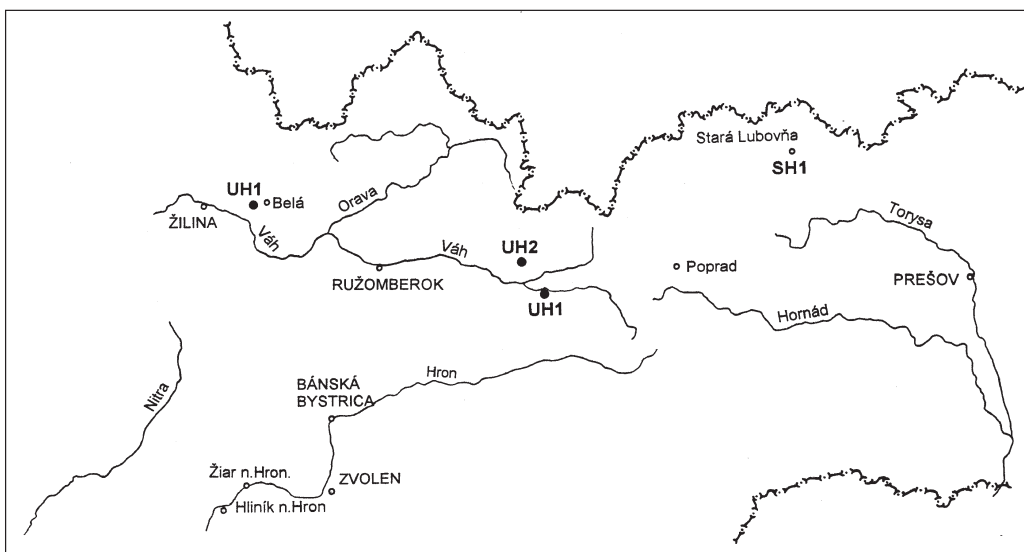 Stará Lubovňa
SH1
UH1
Belá
Orava
ŽILINA
Váh
Torysa
Váh
UH2
RUŽOMBEROK
UH1
Poprad
PREŠOV
Hornád
Hron
BÁNSKÁ
BYSTRICA
Nitra
Žiar n.Hron.
ZVOLEN
Hliník n.Hron